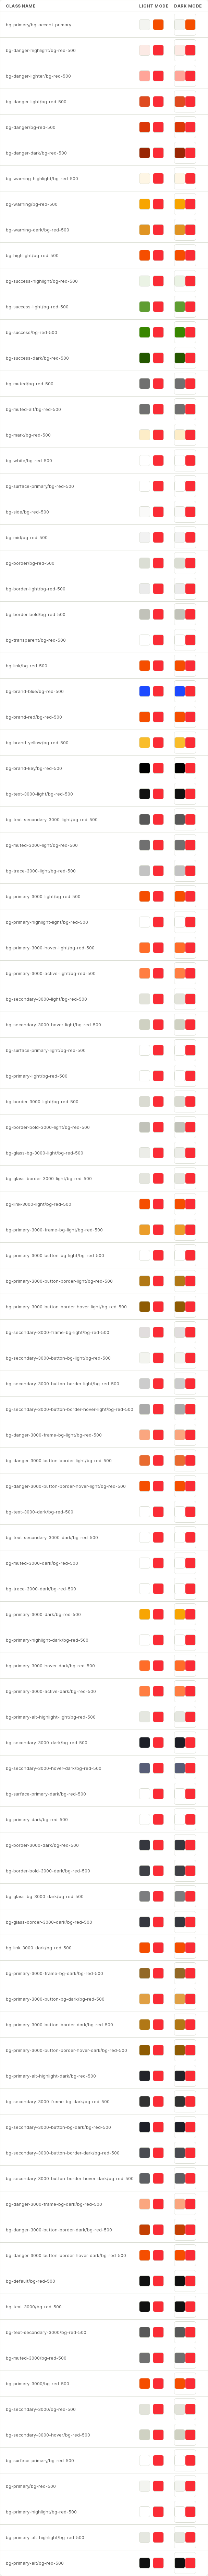 CLASS NAME LIGHT MODE DARK MODE
bg-primary/bg-accent-primary
bg-danger-highlight/bg-red-500
bg-danger-lighter/bg-red-500
bg-danger-light/bg-red-500
bg-danger/bg-red-500
bg-danger-dark/bg-red-500
bg-warning-highlight/bg-red-500
bg-warning/bg-red-500
bg-warning-dark/bg-red-500
bg-highlight/bg-red-500
bg-success-highlight/bg-red-500
bg-success-light/bg-red-500
bg-success/bg-red-500
bg-success-dark/bg-red-500
bg-muted/bg-red-500
bg-muted-alt/bg-red-500
bg-mark/bg-red-500
bg-white/bg-red-500
bg-surface-primary/bg-red-500
bg-side/bg-red-500
bg-mid/bg-red-500
bg-border/bg-red-500
bg-border-light/bg-red-500
bg-border-bold/bg-red-500
bg-transparent/bg-red-500
bg-link/bg-red-500
bg-brand-blue/bg-red-500
bg-brand-red/bg-red-500
bg-brand-yellow/bg-red-500
bg-brand-key/bg-red-500
bg-text-3000-light/bg-red-500
bg-text-secondary-3000-light/bg-red-500
bg-muted-3000-light/bg-red-500
bg-trace-3000-light/bg-red-500
bg-primary-3000-light/bg-red-500
bg-primary-highlight-light/bg-red-500
bg-primary-3000-hover-light/bg-red-500
bg-primary-3000-active-light/bg-red-500
bg-secondary-3000-light/bg-red-500
bg-secondary-3000-hover-light/bg-red-500
bg-surface-primary-light/bg-red-500
bg-primary-light/bg-red-500
bg-border-3000-light/bg-red-500
bg-border-bold-3000-light/bg-red-500
bg-glass-bg-3000-light/bg-red-500
bg-glass-border-3000-light/bg-red-500
bg-link-3000-light/bg-red-500
bg-primary-3000-frame-bg-light/bg-red-500
bg-primary-3000-button-bg-light/bg-red-500
bg-primary-3000-button-border-light/bg-red-500
bg-primary-3000-button-border-hover-light/bg-red-500
bg-secondary-3000-frame-bg-light/bg-red-500
bg-secondary-3000-button-bg-light/bg-red-500
bg-secondary-3000-button-border-light/bg-red-500
bg-secondary-3000-button-border-hover-light/bg-red-500
bg-danger-3000-frame-bg-light/bg-red-500
bg-danger-3000-button-border-light/bg-red-500
bg-danger-3000-button-border-hover-light/bg-red-500
bg-text-3000-dark/bg-red-500
bg-text-secondary-3000-dark/bg-red-500
bg-muted-3000-dark/bg-red-500
bg-trace-3000-dark/bg-red-500
bg-primary-3000-dark/bg-red-500
bg-primary-highlight-dark/bg-red-500
bg-primary-3000-hover-dark/bg-red-500
bg-primary-3000-active-dark/bg-red-500
bg-primary-alt-highlight-light/bg-red-500
bg-secondary-3000-dark/bg-red-500
bg-secondary-3000-hover-dark/bg-red-500
bg-surface-primary-dark/bg-red-500
bg-primary-dark/bg-red-500
bg-border-3000-dark/bg-red-500
bg-border-bold-3000-dark/bg-red-500
bg-glass-bg-3000-dark/bg-red-500
bg-glass-border-3000-dark/bg-red-500
bg-link-3000-dark/bg-red-500
bg-primary-3000-frame-bg-dark/bg-red-500
bg-primary-3000-button-bg-dark/bg-red-500
bg-primary-3000-button-border-dark/bg-red-500
bg-primary-3000-button-border-hover-dark/bg-red-500
bg-primary-alt-highlight-dark/bg-red-500
bg-secondary-3000-frame-bg-dark/bg-red-500
bg-secondary-3000-button-bg-dark/bg-red-500
bg-secondary-3000-button-border-dark/bg-red-500
bg-secondary-3000-button-border-hover-dark/bg-red-500
bg-danger-3000-frame-bg-dark/bg-red-500
bg-danger-3000-button-border-dark/bg-red-500
bg-danger-3000-button-border-hover-dark/bg-red-500
bg-default/bg-red-500
bg-text-3000/bg-red-500
bg-text-secondary-3000/bg-red-500
bg-muted-3000/bg-red-500
bg-primary-3000/bg-red-500
bg-secondary-3000/bg-red-500
bg-secondary-3000-hover/bg-red-500
bg-surface-primary/bg-red-500
bg-primary/bg-red-500
bg-primary-highlight/bg-red-500
bg-primary-alt-highlight/bg-red-500
bg-primary-alt/bg-red-500